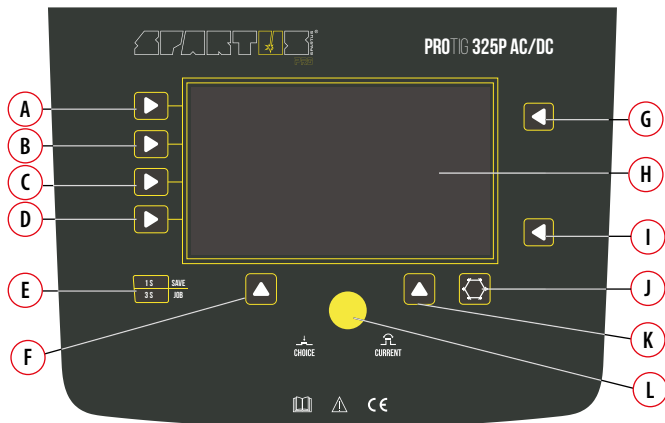 SPARTUS
PROTIG 325P AC/DC
A
B
C
D
E
F
G
H
I
J
K
L
1 S SAVE
3 S JOB
CHOICE
CURRENT
CE